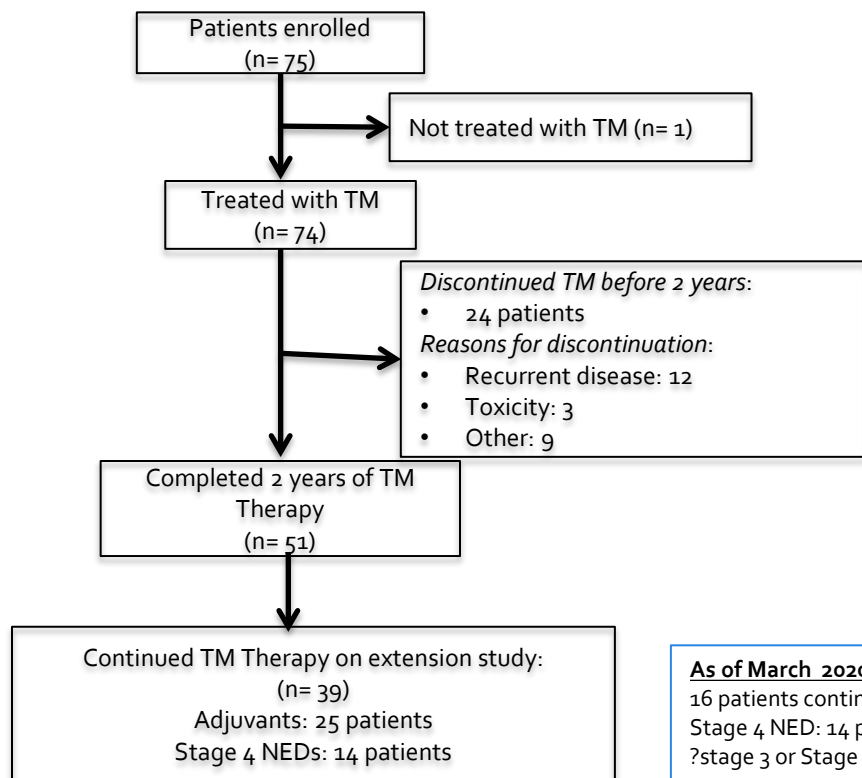 Patients enrolled
(n= 75)
Not treated with TM (n= 1)
Treated with TM
(n= 74)
Discontinued TM before 2 years:
• 24 patients
Reasons for discontinuation:
• Recurrent disease: 12
• Toxicity: 3
• Other: 9
Completed 2 years of TM
Therapy
(n= 51)
Continued TM Therapy on extension study:
(n= 39)
Adjuvants: 25 patients
Stage 4 NEDs: 14 patients
As of March 2020
16 patients
Stage 4 NED: 14
?stage 3 or Stage